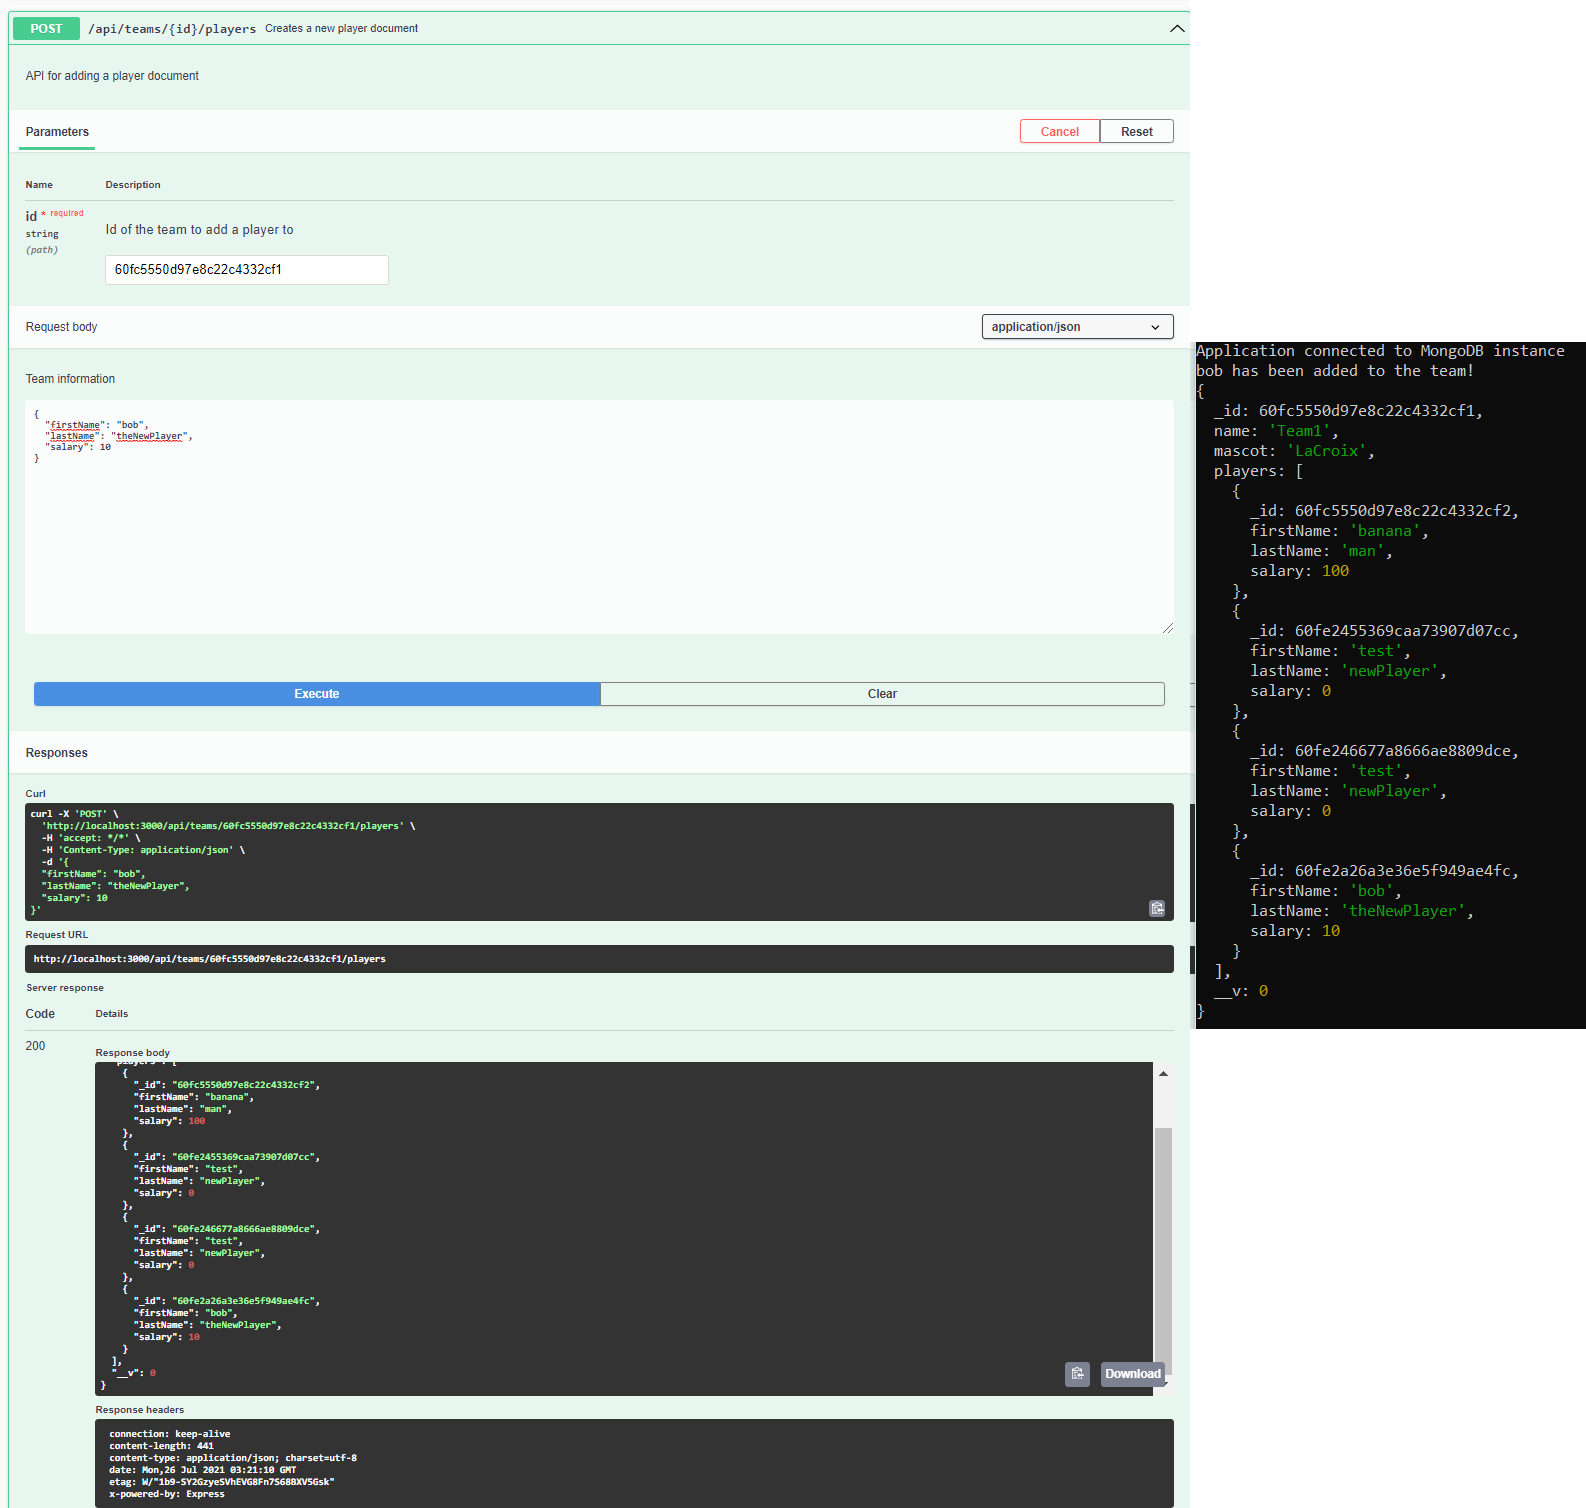 POST /api/teams/{id}/players Creates a new player document
API for adding a player document
Parameters
Cancel Reset
Name Description
id * required
string
(path)
Id of the team to add a player to
60fc5550d97e8c22c4332cf1
Request body
application/json
Team information
{
"firstName": "bob",
"lastName": "theNewPlayer",
"salary": 10
}
Execute Clear
Responses
Curl
curl -X 'POST' \
'http://localhost:3000/api/teams/60fc5550d97e8c22c4332cf1/players' \
-H 'accept: */*' \
-H 'Content-Type: application/json' \
-d '{
"firstName": "bob",
"lastName": "theNewPlayer",
"salary": 10
}'
Request URL
http://localhost:3000/api/teams/60fc5550d97e8c22c4332cf1/players
Server response
Code Details
200
Response body
"players": [
{
"_id": "60fc5550d97e8c22c4332cf2",
"firstName": "banana",
"lastName": "man",
"salary": 100
},
{
"_id": "60fe2455369caa73907d07cc",
"firstName": "test",
"lastName": "newPlayer",
"salary": 0
},
{
"_id": "60fe246677a8666ae8809dce",
"firstName": "test",
"lastName": "newPlayer",
"salary": 0
},
{
"_id": "60fe2a26a3e36e5f949ae4fc",
"firstName": "bob",
"lastName": "theNewPlayer",
"salary": 10
}
],
"__v": 0
}
Download
Response headers
connection: keep-alive
content-length: 441
content-type: application/json; charset=utf-8
date: Mon,26 Jul 2021 03:21:10 GMT
etag: W/"1b9-SY2GzyeSVhEVG8Fn7S68BXV5Gsk"
x-powered-by: Express
Application connected to MongoDB instance
bob has been added to the team!
{
_id: 60fc5550d97e8c22c4332cf1,
name: 'Team1',
mascot: 'LaCroix',
players: [
{
_id: 60fc5550d97e8c22c4332cf2,
firstName: 'banana',
lastName: 'man',
salary: 100
},
{
_id: 60fe2455369caa73907d07cc,
firstName: 'test',
lastName: 'newPlayer',
salary: 0
},
{
_id: 60fe246677a8666ae8809dce,
firstName: 'test',
lastName: 'newPlayer',
salary: 0
},
{
_id: 60fe2a26a3e36e5f949ae4fc,
firstName: 'bob',
lastName: 'theNewPlayer',
salary: 10
}
],
__v: 0
}